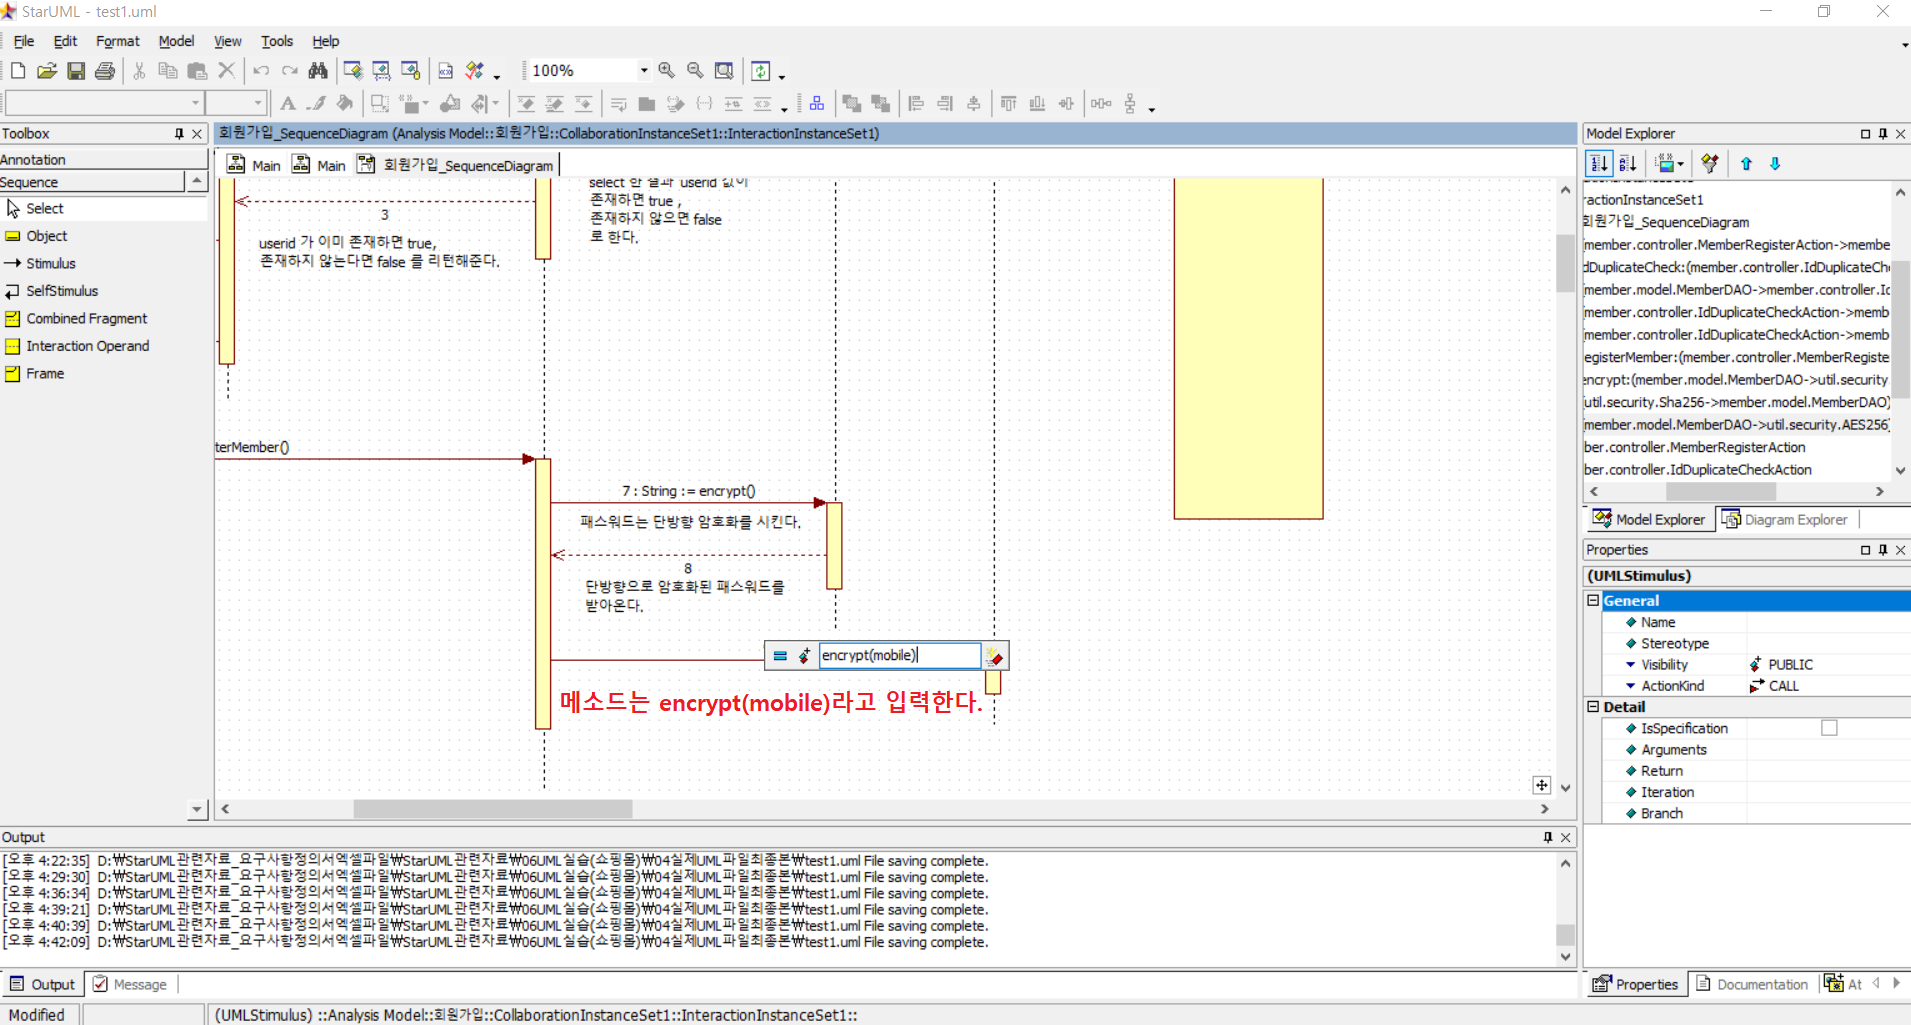 StarUML - test1.uml
File Edit Format Model View Tools Help
100%
Toolbox
Annotation
Sequence
Select
Object
Stimulus
SelfStimulus
Combined Fragment
Interaction Operand
Frame
회원가입_SequenceDiagram (Analysis Model::회원가입::CollaborationInstanceSet1::InteractionInstanceSet1)
Main Main 회원가입_SequenceDiagram
select 한 결과 userid 값이
존재하면 true ,
존재하지 않으면 false
로 한다.
3
userid 가 이미 존재하면 true,
존재하지 않는다면 false 를 리턴해준다.
terMember()
7 : String := encrypt()
패스워드는 단방향 암호화를 시킨다.
8
단방향으로 암호화된 패스워드를
받아온다.
encrypt(mobile)
메소드는 encrypt(mobile)라고 입력한다.
Model Explorer
ractionInstanceSet1
회원가입_SequenceDiagram
(member.controller.MemberRegisterAction->membe
dDuplicateCheck:(member.controller.IdDuplicateCh
(member.model.MemberDAO->member.controller.Ic
(member.controller.IdDuplicateCheckAction->memb
(member.controller.IdDuplicateCheckAction->memb
egisterMember:(member.controller.MemberRegiste
encrypt:(member.model.MemberDAO->util.security.
(util.security.Sha256->member.model.MemberDAO)
(member.model.MemberDAO->util.security.AES256)
ber.controller.MemberRegisterAction
ber.controller.IdDuplicateCheckAction
Model Explorer Diagram Explorer
Properties
(UMLStimulus)
General
Name
Stereotype
Visibility PUBLIC
ActionKind CALL
Detail
IsSpecification
Arguments
Return
Iteration
Branch
Output
[오후 4:22:35] D:₩StarUML관련자료_요구사항정의서엑셀파일₩StarUML관련자료₩06UML실습(쇼핑몰)₩04실제UML파일최종본₩test1.uml File saving complete.
[오후 4:29:30] D:₩StarUML관련자료_요구사항정의서엑셀파일₩StarUML관련자료₩06UML실습(쇼핑몰)₩04실제UML파일최종본₩test1.uml File saving complete.
[오후 4:36:34] D:₩StarUML관련자료_요구사항정의서엑셀파일₩StarUML관련자료₩06UML실습(쇼핑몰)₩04실제UML파일최종본₩test1.uml File saving complete.
[오후 4:39:21] D:₩StarUML관련자료_요구사항정의서엑셀파일₩StarUML관련자료₩06UML실습(쇼핑몰)₩04실제UML파일최종본₩test1.uml File saving complete.
[오후 4:40:39] D:₩StarUML관련자료_요구사항정의서엑셀파일₩StarUML관련자료₩06UML실습(쇼핑몰)₩04실제UML파일최종본₩test1.uml File saving complete.
[오후 4:42:09] D:₩StarUML관련자료_요구사항정의서엑셀파일₩StarUML관련자료₩06UML실습(쇼핑몰)₩04실제UML파일최종본₩test1.uml File saving complete.
Output Message
Properties Documentation At
Modified
(UMLStimulus) ::Analysis Model::회원가입::CollaborationInstanceSet1::InteractionInstanceSet1::